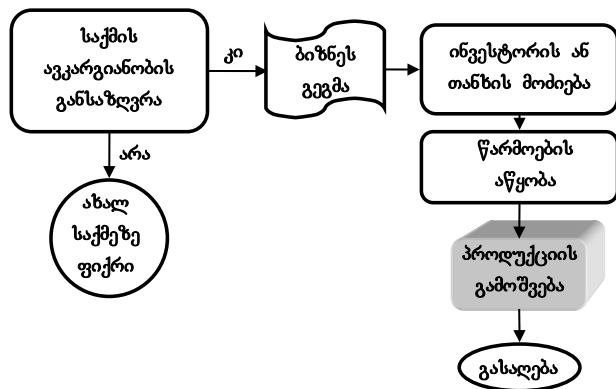 საქმის
ავკარგიანობის
განსაზღვრა
კი
ბიზნეს
გეგმა
ინვესტორის ან
თანხის მოძიება
წარმოების
აწყობა
არა
ახალ
საქმეზე
ფიქრი
პროდუქციის
გამოშვება
გასაღება